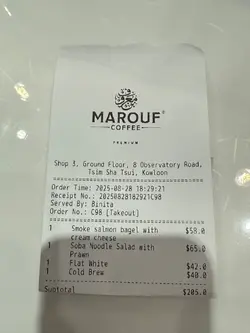 MAROUF®
COFFEE
PREMIUM
Shop 3, Ground Floor, 8 Observatory Road,
Tsim Sha Tsui, Kowloon
Order Time: 2025-08-28 18:29:21
Receipt No.: 20250828182921C98
Served By: Binita
Order No.: C98 [Takeout]
1 Smoke salmon bagel with cream cheese $58.0
1 Soba Noodle Salad with Prawn $65.0
1 Flat White $42.0
1 Cold Brew $40.0
Subtotal $205.0